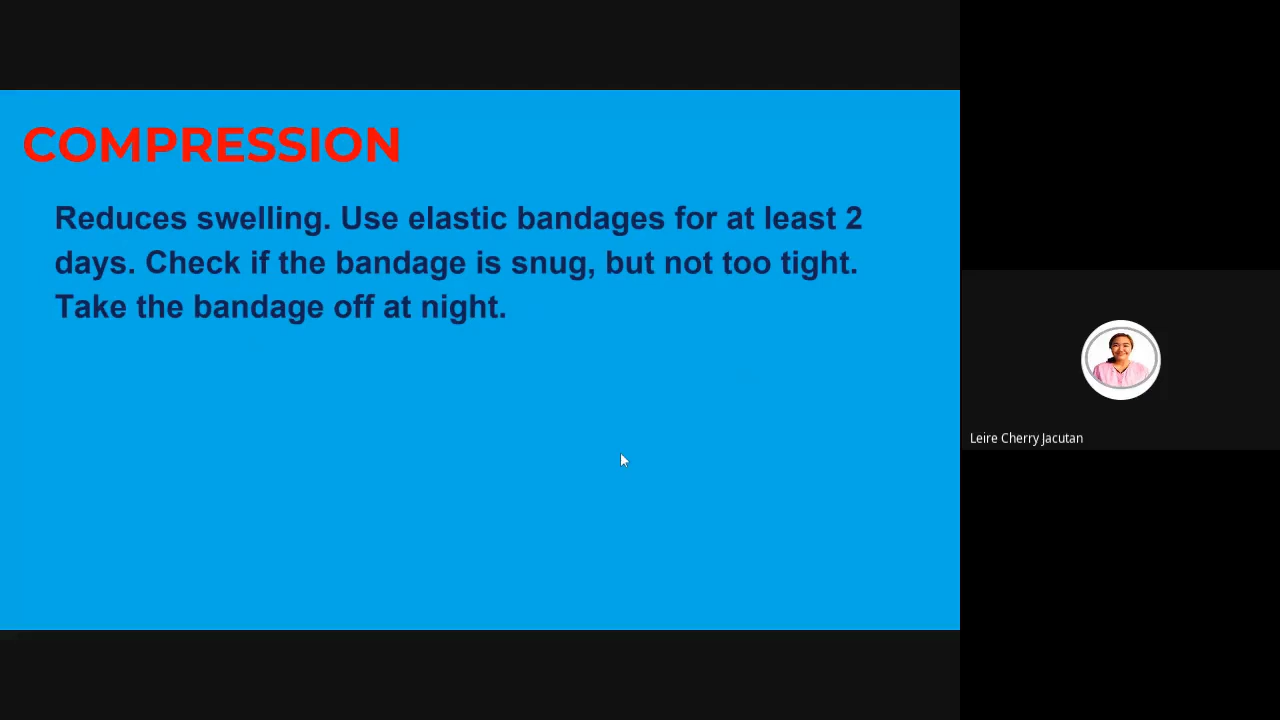 COMPRESSION
Reduces swelling. Use elastic bandages for at least 2
days. Check if the bandage is snug, but not too tight.
Take the bandage off at night.
Leire Cherry Jacutan